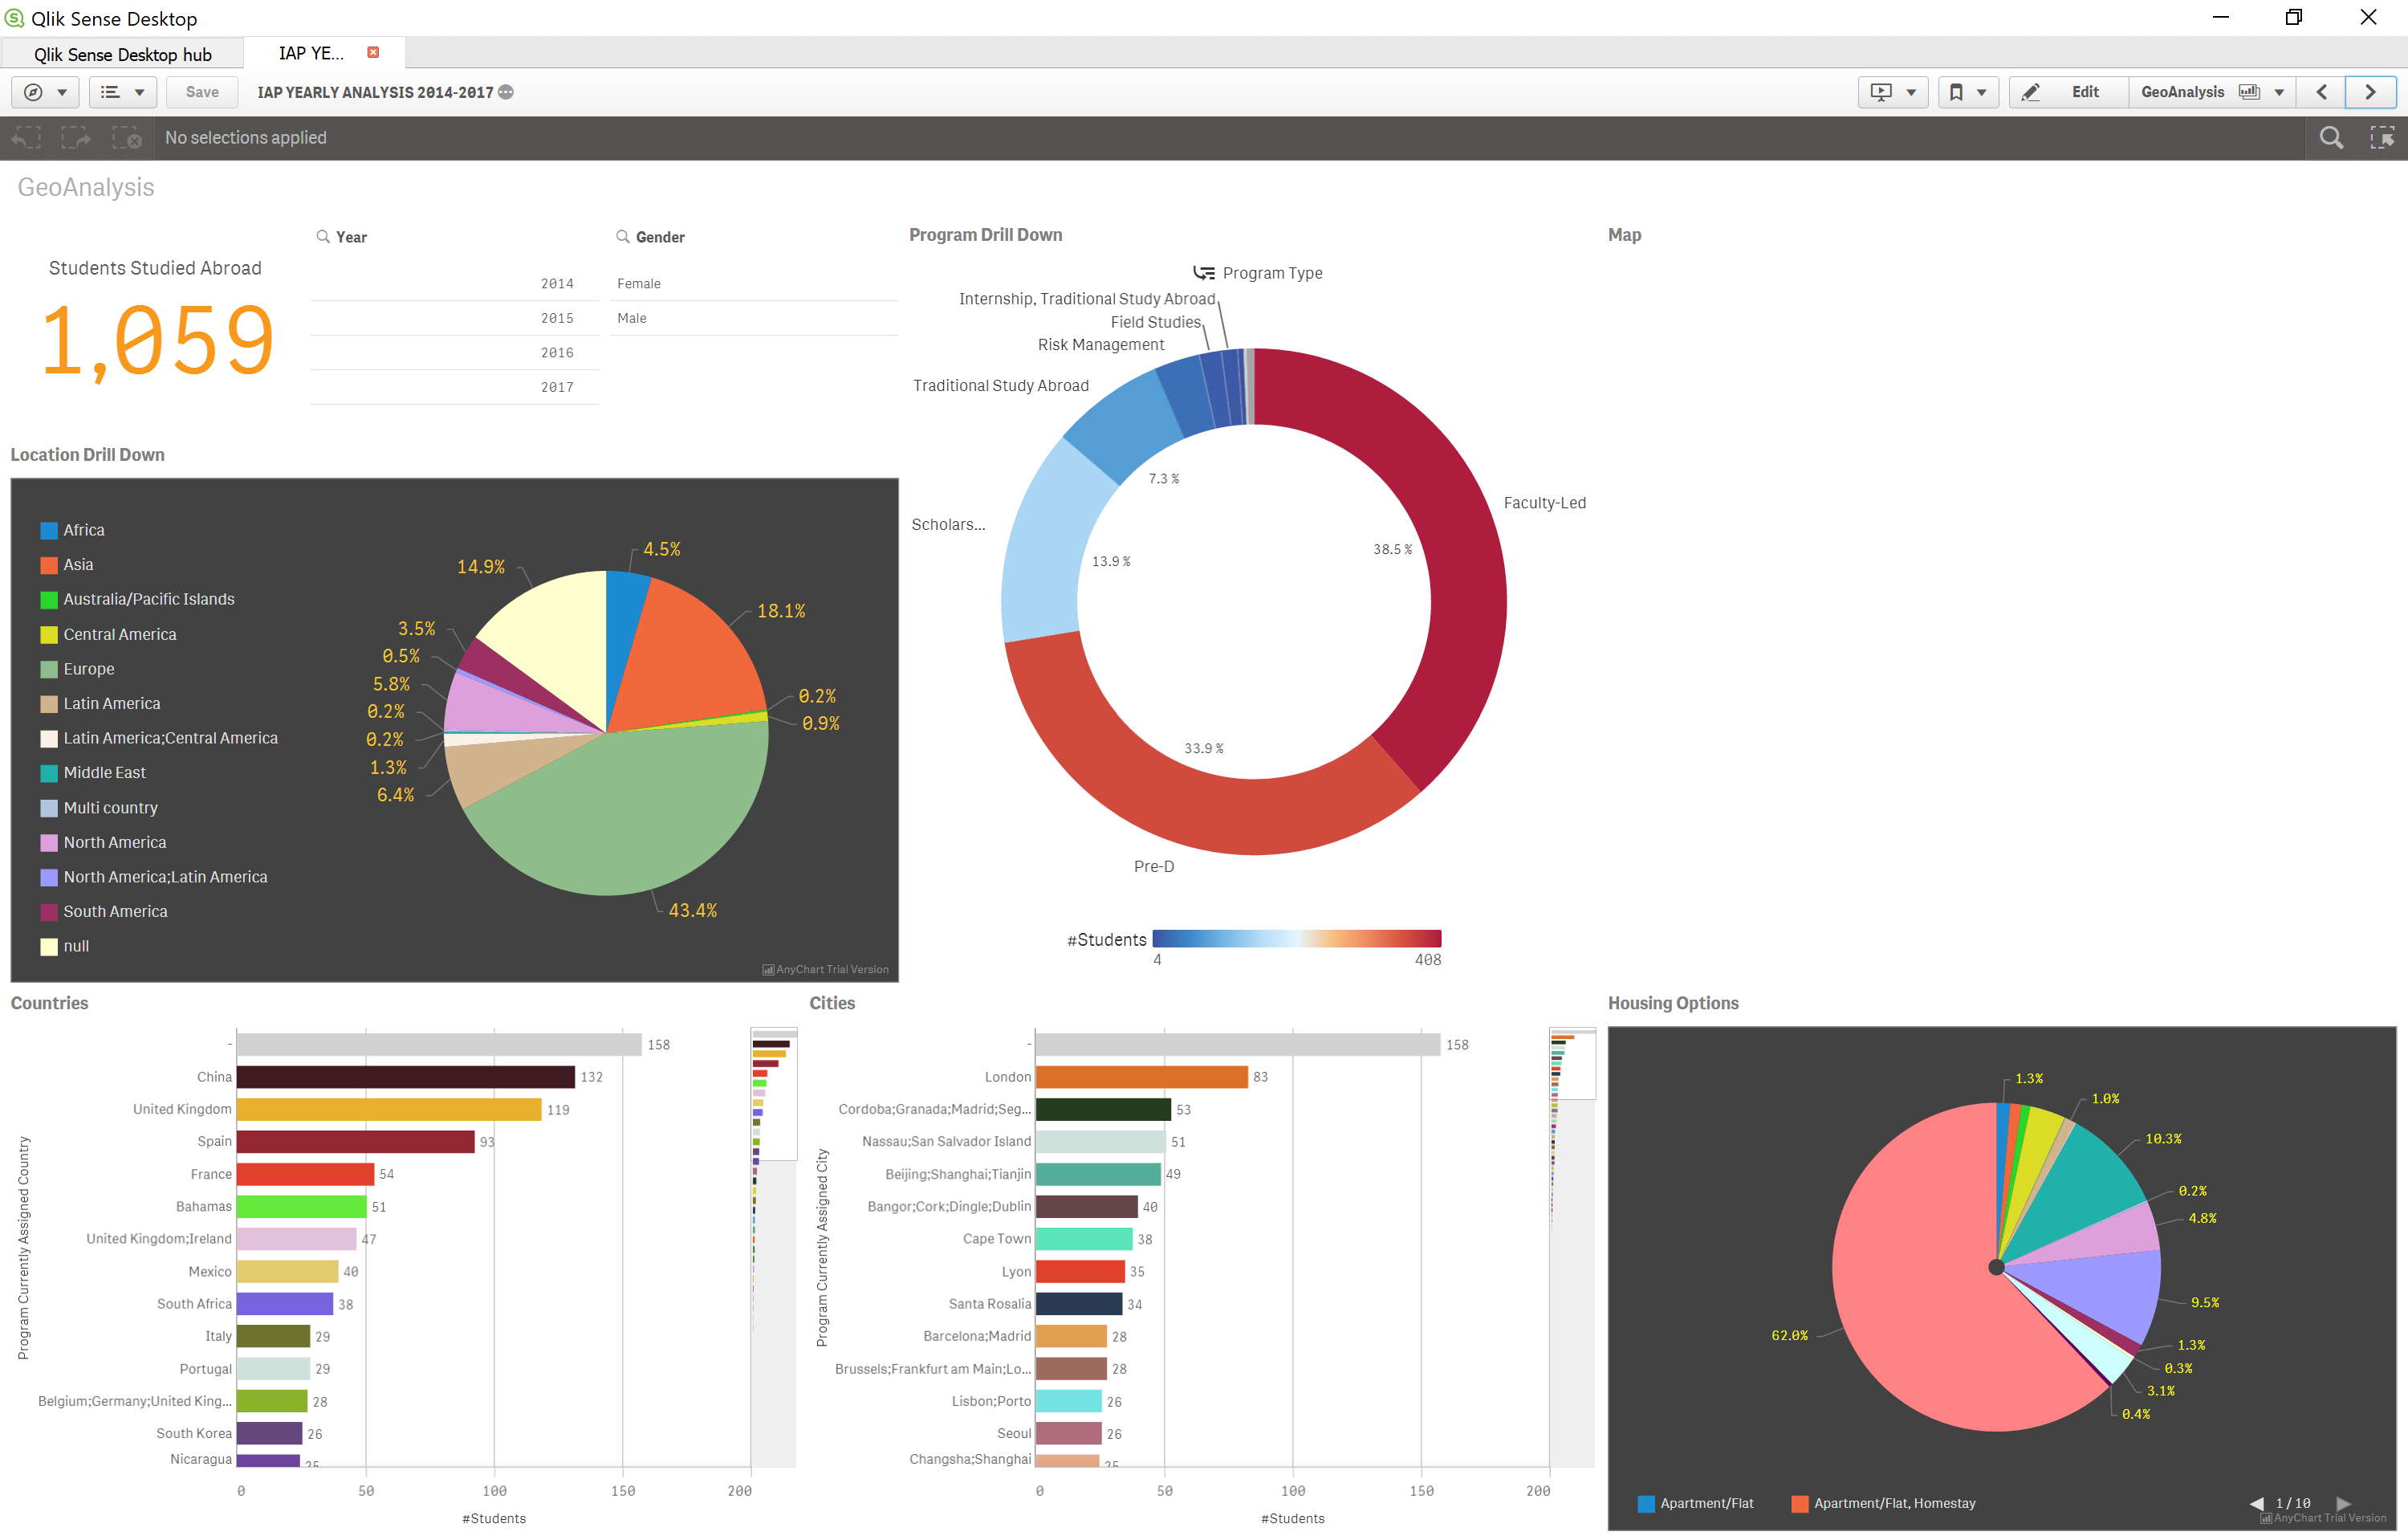 Qlik Sense Desktop
Qlik Sense Desktop hub
IAP YE...
Save
IAP YEARLY ANALYSIS 2014-2017
Edit
GeoAnalysis
No selections applied
GeoAnalysis
Students Studied Abroad
1,059
Year
2014
2015
2016
2017
Gender
Female
Male
Location Drill Down
Africa
Asia
Australia/Pacific Islands
Central America
Europe
Latin America
Latin America;Central America
Middle East
Multi country
North America
North America;Latin America
South America
null
4.5%
18.1%
0.2%
0.9%
43.4%
6.4%
1.3%
0.2%
0.2%
5.8%
0.5%
3.5%
14.9%
AnyChart Trial Version
Program Drill Down
Program Type
Internship, Traditional Study Abroad
Field Studies
Risk Management
Traditional Study Abroad
Scholars...
Pre-D
Faculty-Led
7.3 %
13.9 %
33.9 %
38.5 %
#Students
4
408
Map
Countries
Program Currently Assigned Country
-
158
China
132
United Kingdom
119
Spain
93
France
54
Bahamas
51
United Kingdom;Ireland
47
Mexico
40
South Africa
38
Italy
29
Portugal
29
Belgium;Germany;United King...
28
South Korea
26
Nicaragua
25
0
50
100
150
200
#Students
Cities
Program Currently Assigned City
-
158
London
83
Cordoba;Granada;Madrid;Seg...
53
Nassau;San Salvador Island
51
Beijing;Shanghai;Tianjin
49
Bangor;Cork;Dingle;Dublin
40
Cape Town
38
Lyon
35
Santa Rosalia
34
Barcelona;Madrid
28
Brussels;Frankfurt am Main;Lo...
28
Lisbon;Porto
26
Seoul
26
Changsha;Shanghai
25
0
50
100
150
200
#Students
Housing Options
1.3%
1.0%
10.3%
0.2%
4.8%
9.5%
1.3%
0.3%
3.1%
0.4%
62.0%
Apartment/Flat
Apartment/Flat, Homestay
1 / 10
AnyChart Trial Version